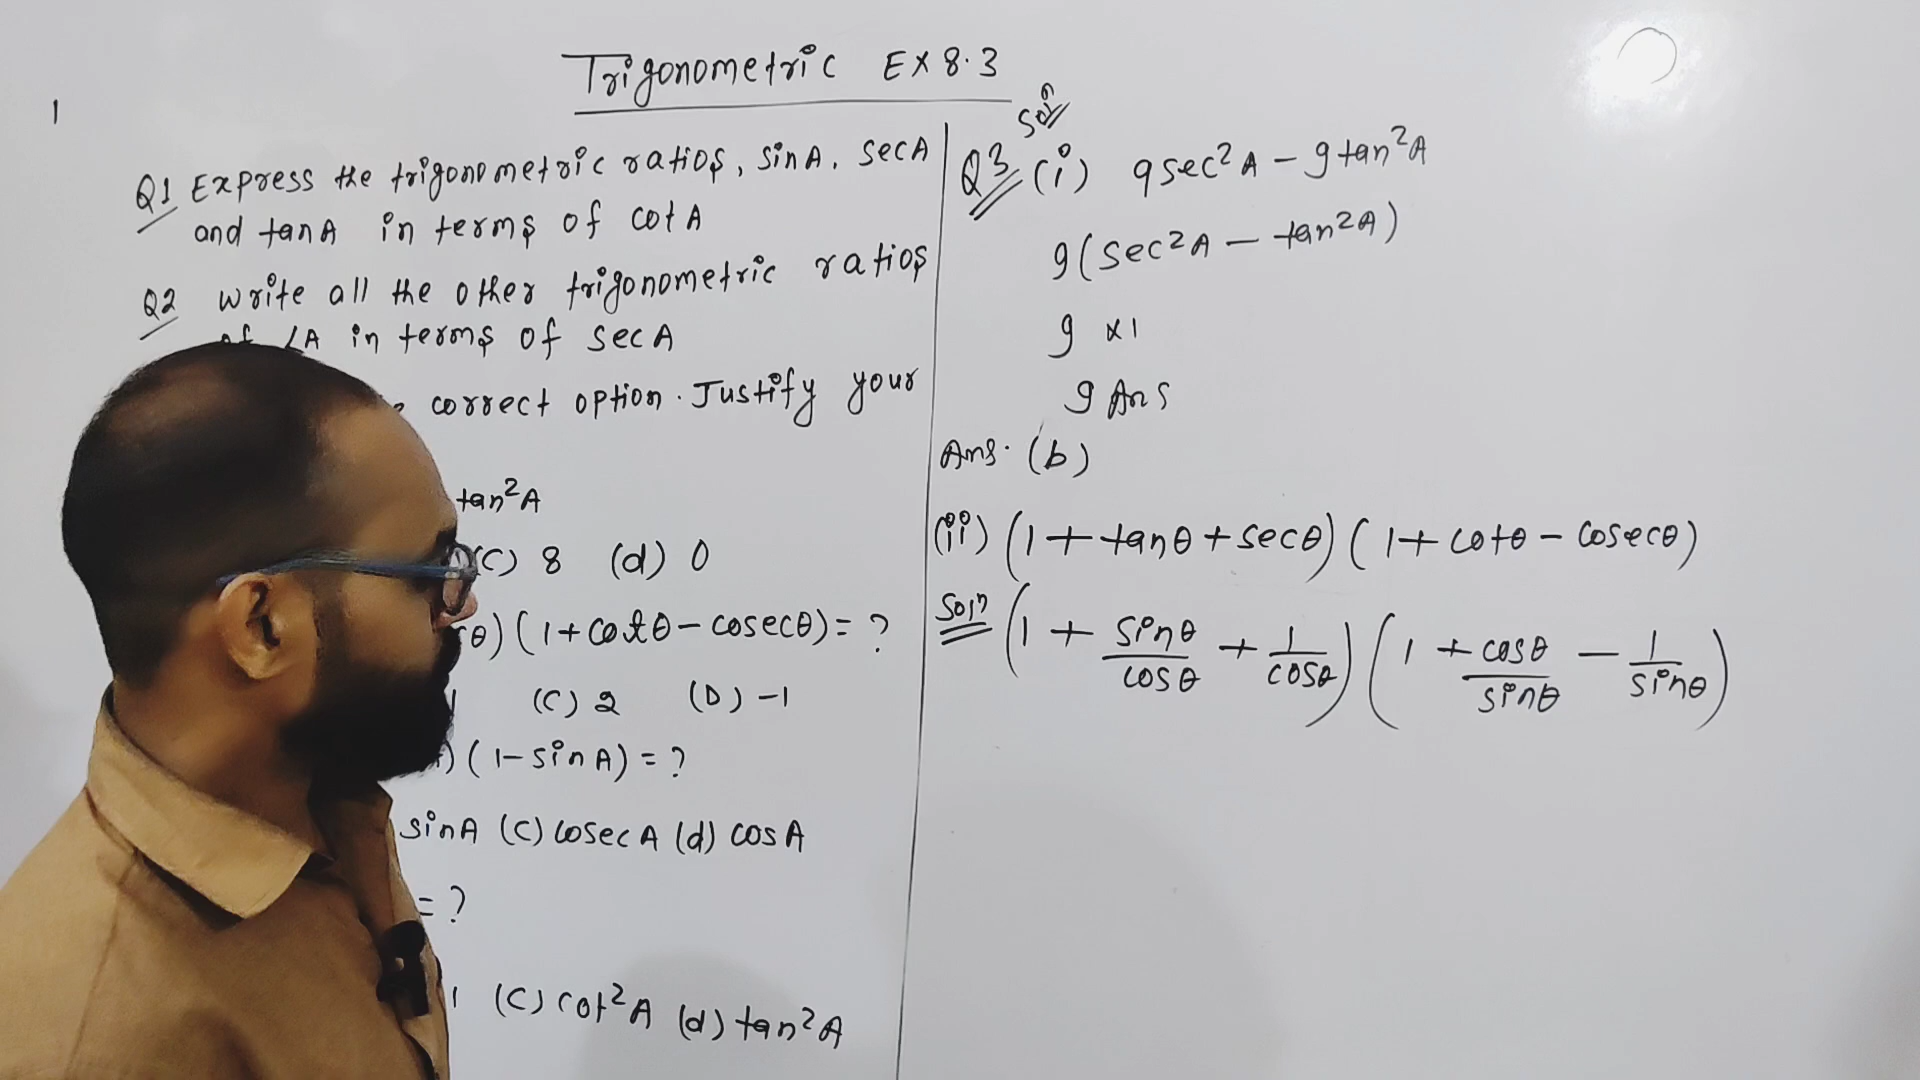 Trigonometric Ex 8.3
1
Q1 Express the trigonometric ratios, sinA, secA
and tanA in terms of cotA
Q2 write all the other trigonometric ratios
of ∠A in terms of secA
correct option. Justify your
tan²A
(C) 8 (d) 0
θ)(1+cotθ-cosecθ)= ?
(C) 2 (D) -1
)(1-sinA) = ?
sinA (C) cosecA (d) cosA
= ?
1 (C) cot²A (d) tan²A
Soln
Q3 (i) 9sec²A - 9tan²A
9(sec²A - tan²A)
9 x1
9 Ans
Ans. (b)
(ii) (1+tanθ+secθ)(1+cotθ-cosecθ)
Soln (1 + sinθ/cosθ + 1/cosθ)(1 + cosθ/sinθ - 1/sinθ)